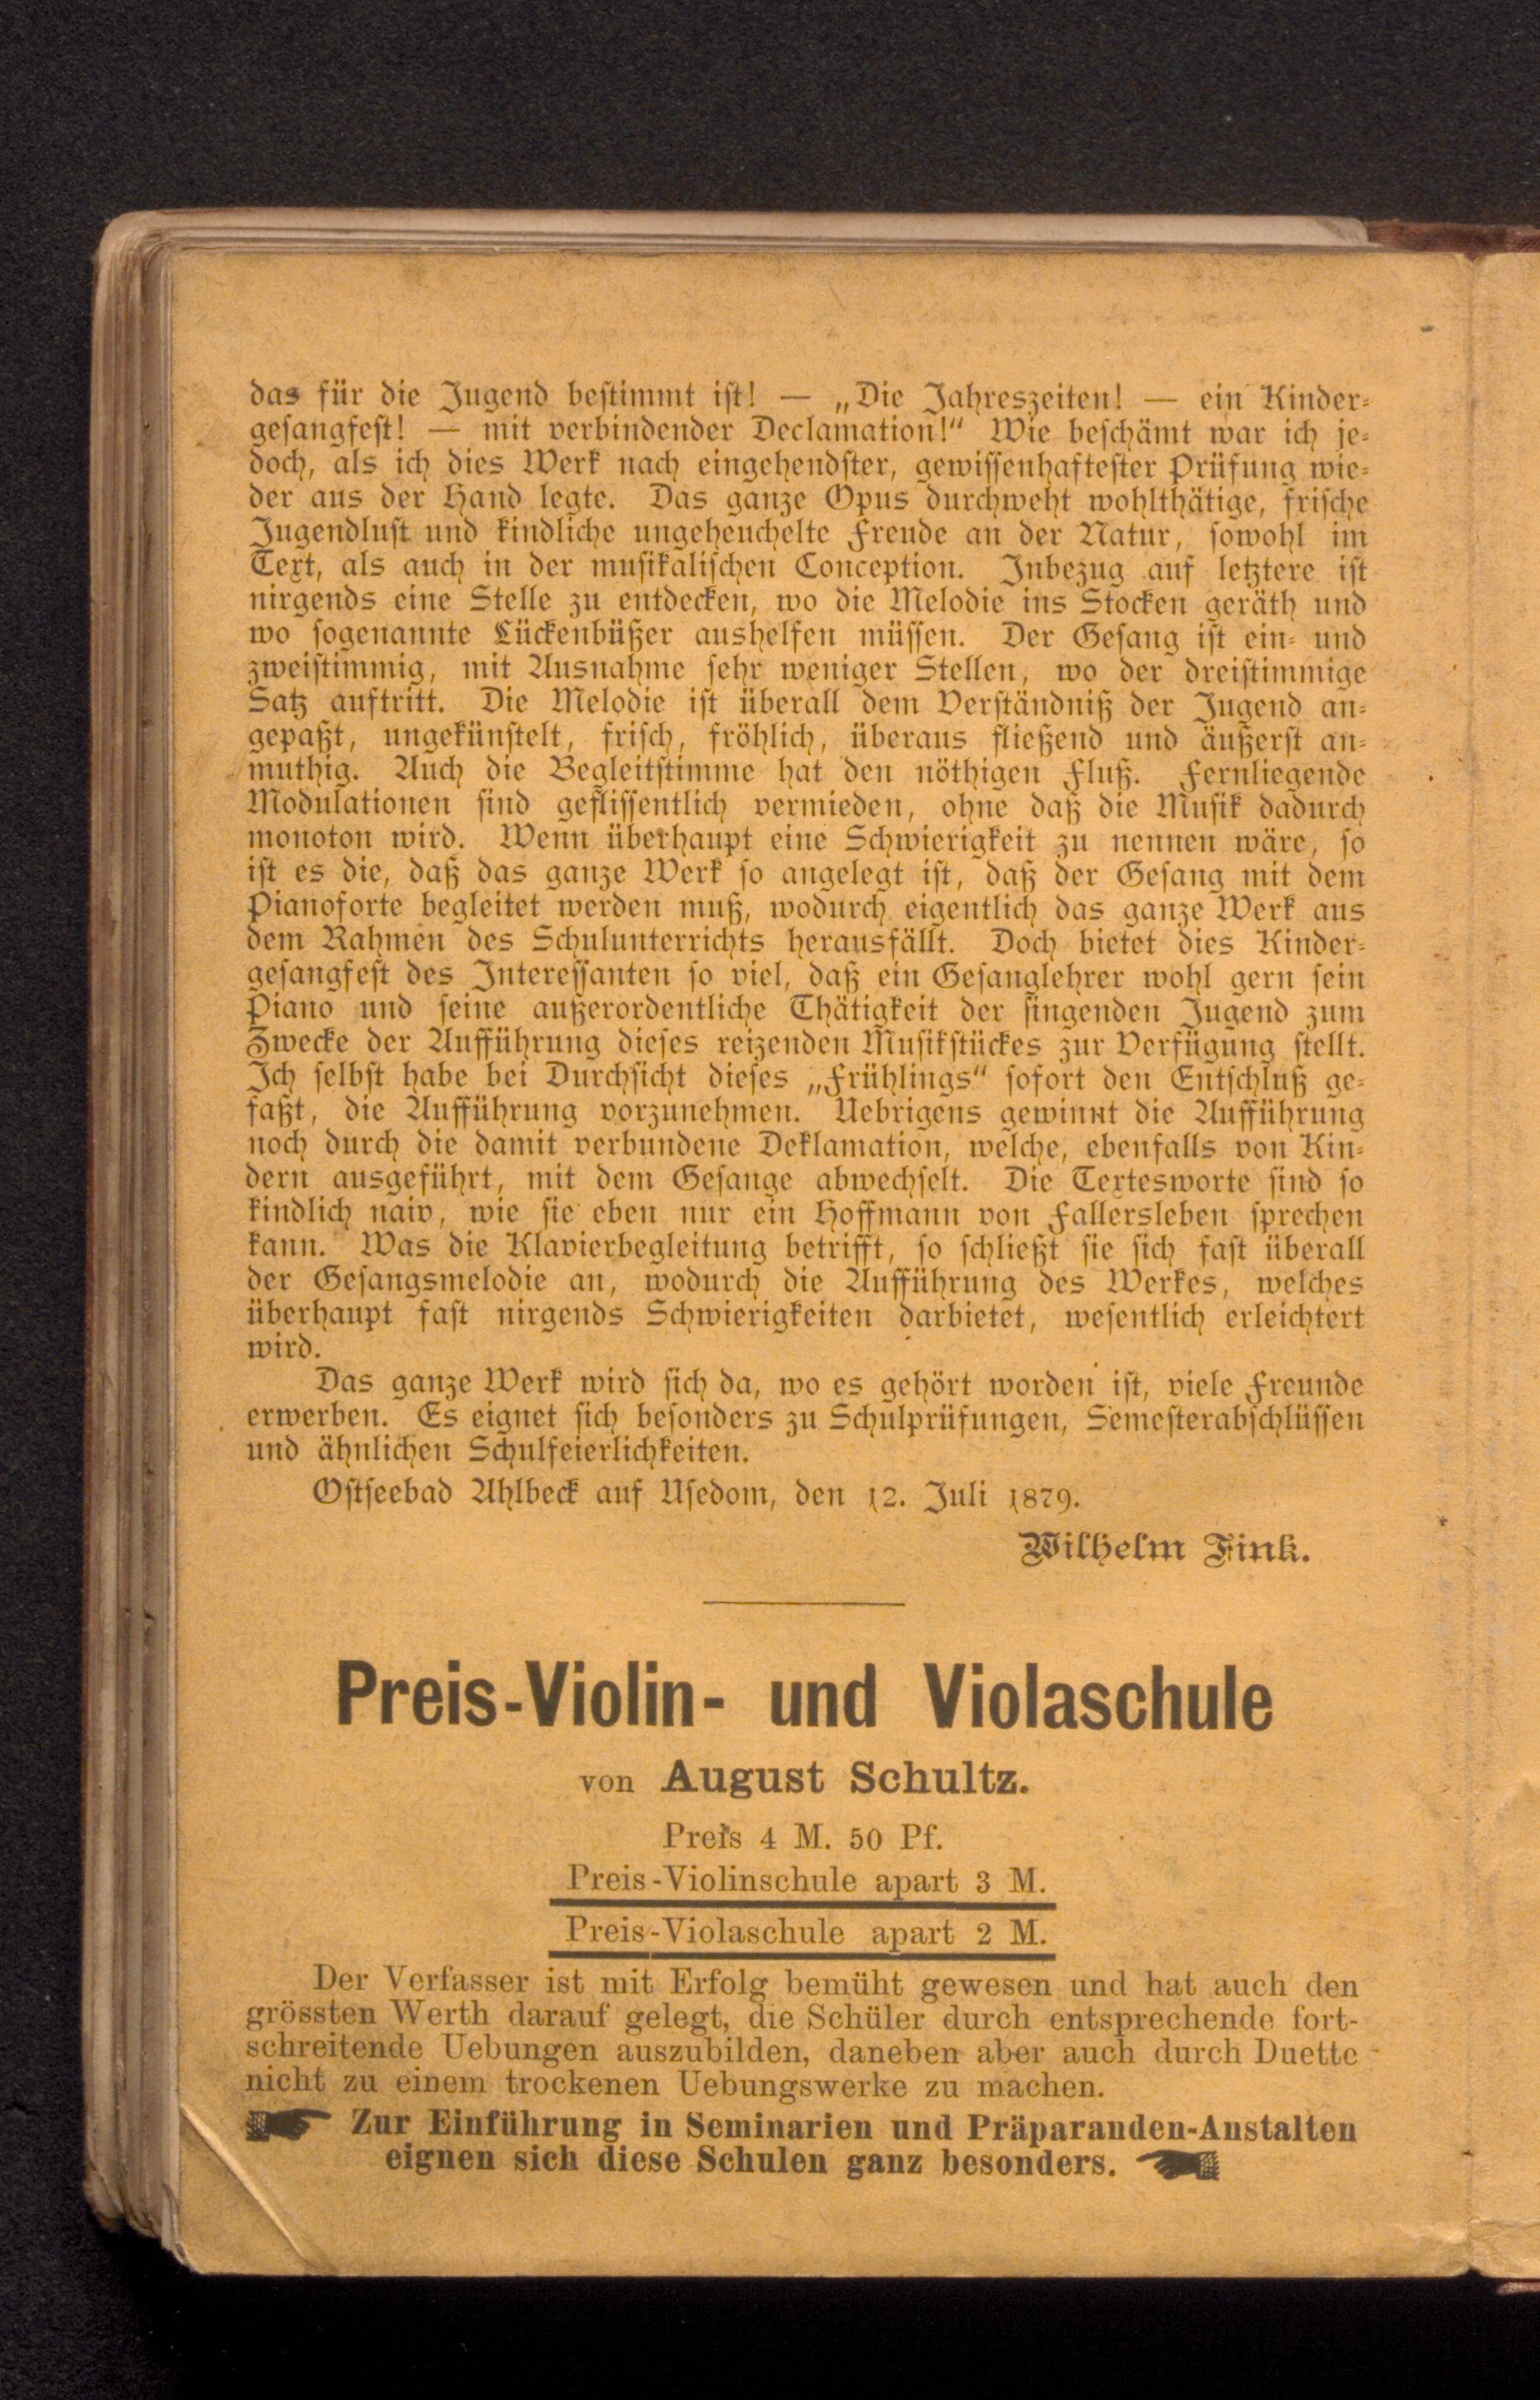 das für die Jugend bestimmt ist! — „Die Jahreszeiten! — ein Kinder-
gesangfest! — mit verbindender Declamation!“ Wie beschämt war ich je-
doch, als ich dies Werk nach eingehendster, gewissenhaftester Prüfung wie-
der aus der Hand legte. Das ganze Opus durchweht wohlthätige, frische
Jugendlust und kindliche ungeheuchelte Freude an der Natur, sowohl im
Text, als auch in der musikalischen Conception. Inbezug auf letztere ist
nirgends eine Stelle zu entdecken, wo die Melodie ins Stocken geräth und
wo sogenannte Lückenbüßer aushelfen müssen. Der Gesang ist ein- und
zweistimmig, mit Ausnahme sehr weniger Stellen, wo der dreistimmige
Satz auftritt. Die Melodie ist überall dem Verständniß der Jugend an-
gepaßt, ungekünstelt, frisch, fröhlich, überaus fließend und äußerst an-
muthig. Auch die Begleitstimme hat den nöthigen Fluß. Fernliegende
Modulationen sind geflissentlich vermieden, ohne daß die Musik dadurch
monoton wird. Wenn überhaupt eine Schwierigkeit zu nennen wäre, so
ist es die, daß das ganze Werk so angelegt ist, daß der Gesang mit dem
Pianoforte begleitet werden muß, wodurch eigentlich das ganze Werk aus
dem Rahmen des Schulunterrichts herausfällt. Doch bietet dies Kinder-
gesangfest des Interessanten so viel, daß ein Gesanglehrer wohl gern sein
Piano und seine außerordentliche Thätigkeit der singenden Jugend zum
Zwecke der Aufführung dieses reizenden Musikstückes zur Verfügung stellt.
Ich selbst habe bei Durchsicht dieses „Frühlings“ sofort den Entschluß ge-
faßt, die Aufführung vorzunehmen. Uebrigens gewinnt die Aufführung
noch durch die damit verbundene Deklamation, welche, ebenfalls von Kin-
dern ausgeführt, mit dem Gesange abwechselt. Die Textesworte sind so
kindlich naiv, wie sie eben nur ein Hoffmann von Fallersleben sprechen
kann. Was die Klavierbegleitung betrifft, so schließt sie sich fast überall
der Gesangsmelodie an, wodurch die Aufführung des Werkes, welches
überhaupt fast nirgends Schwierigkeiten darbietet, wesentlich erleichtert
wird.
Das ganze Werk wird sich da, wo es gehört worden ist, viele Freunde
erwerben. Es eignet sich besonders zu Schulprüfungen, Semesterabschlüssen
und ähnlichen Schulfeierlichkeiten.
Ostseebad Ahlbeck auf Usedom, den 12. Juli 1879.
Wilhelm Fink.
Preis-Violin- und Violaschule
von August Schultz.
Preis 4 M. 50 Pf.
Preis-Violinschule apart 3 M.
Preis-Violaschule apart 2 M.
Der Verfasser ist mit Erfolg bemüht gewesen und hat auch den
grössten Werth darauf gelegt, die Schüler durch entsprechende fort-
schreitende Uebungen auszubilden, daneben aber auch durch Duette
nicht zu einem trockenen Uebungswerke zu machen.
Zur Einführung in Seminarien und Präparanden-Anstalten
eignen sich diese Schulen ganz besonders.